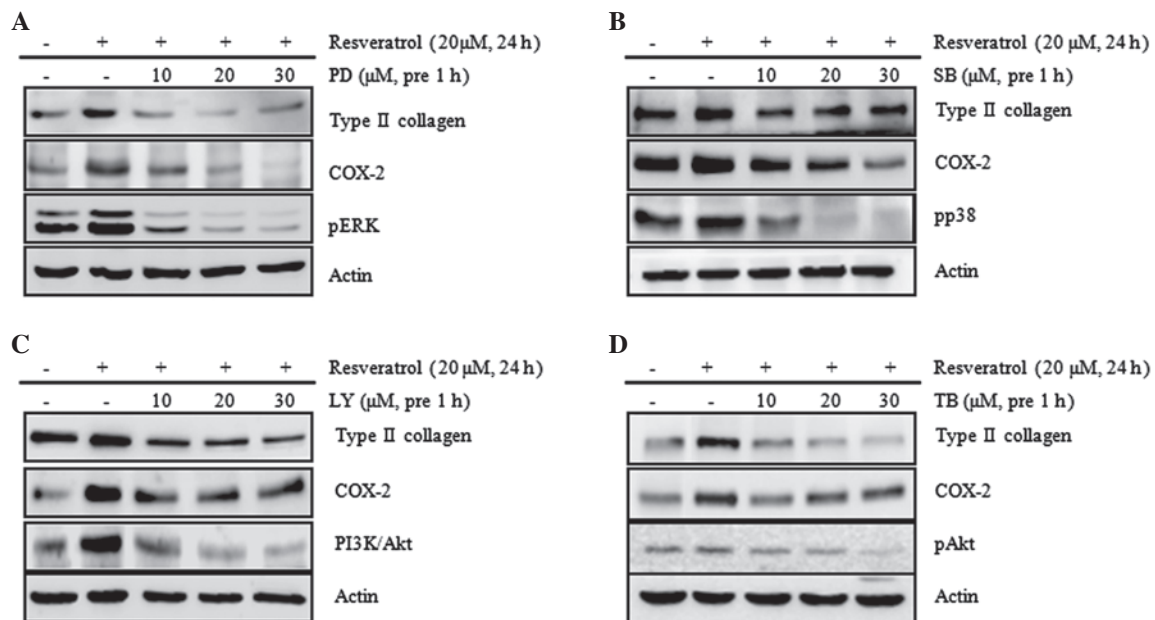 A
- + + + + Resveratrol (20μM, 24 h)
- - 10 20 30 PD (μM, pre 1 h)
Type II collagen
COX-2
pERK
Actin
B
- + + + + Resveratrol (20 μM, 24 h)
- - 10 20 30 SB (μM, pre 1 h)
Type II collagen
COX-2
pp38
Actin
C
- + + + + Resveratrol (20 μM, 24 h)
- - 10 20 30 LY (μM, pre 1 h)
Type II collagen
COX-2
PI3K/Akt
Actin
D
- + + + + Resveratrol (20 μM, 24 h)
- - 10 20 30 TB (μM, pre 1 h)
Type II collagen
COX-2
pAkt
Actin